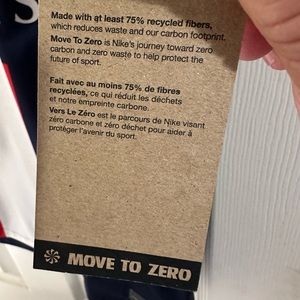 S
Made with at least 75% recycled fibers,
which reduces waste and our carbon footprint.
Move To Zero is Nike's journey toward zero
carbon and zero waste to help protect the
future of sport.
Fait avec au moins 75% de fibres
recyclées, ce qui réduit les déchets
et notre empreinte carbone.
Vers Le Zéro est le parcours de Nike visant
zéro carbone et zéro déchet pour aider à
protéger l'avenir du sport.
MOVE TO ZERO